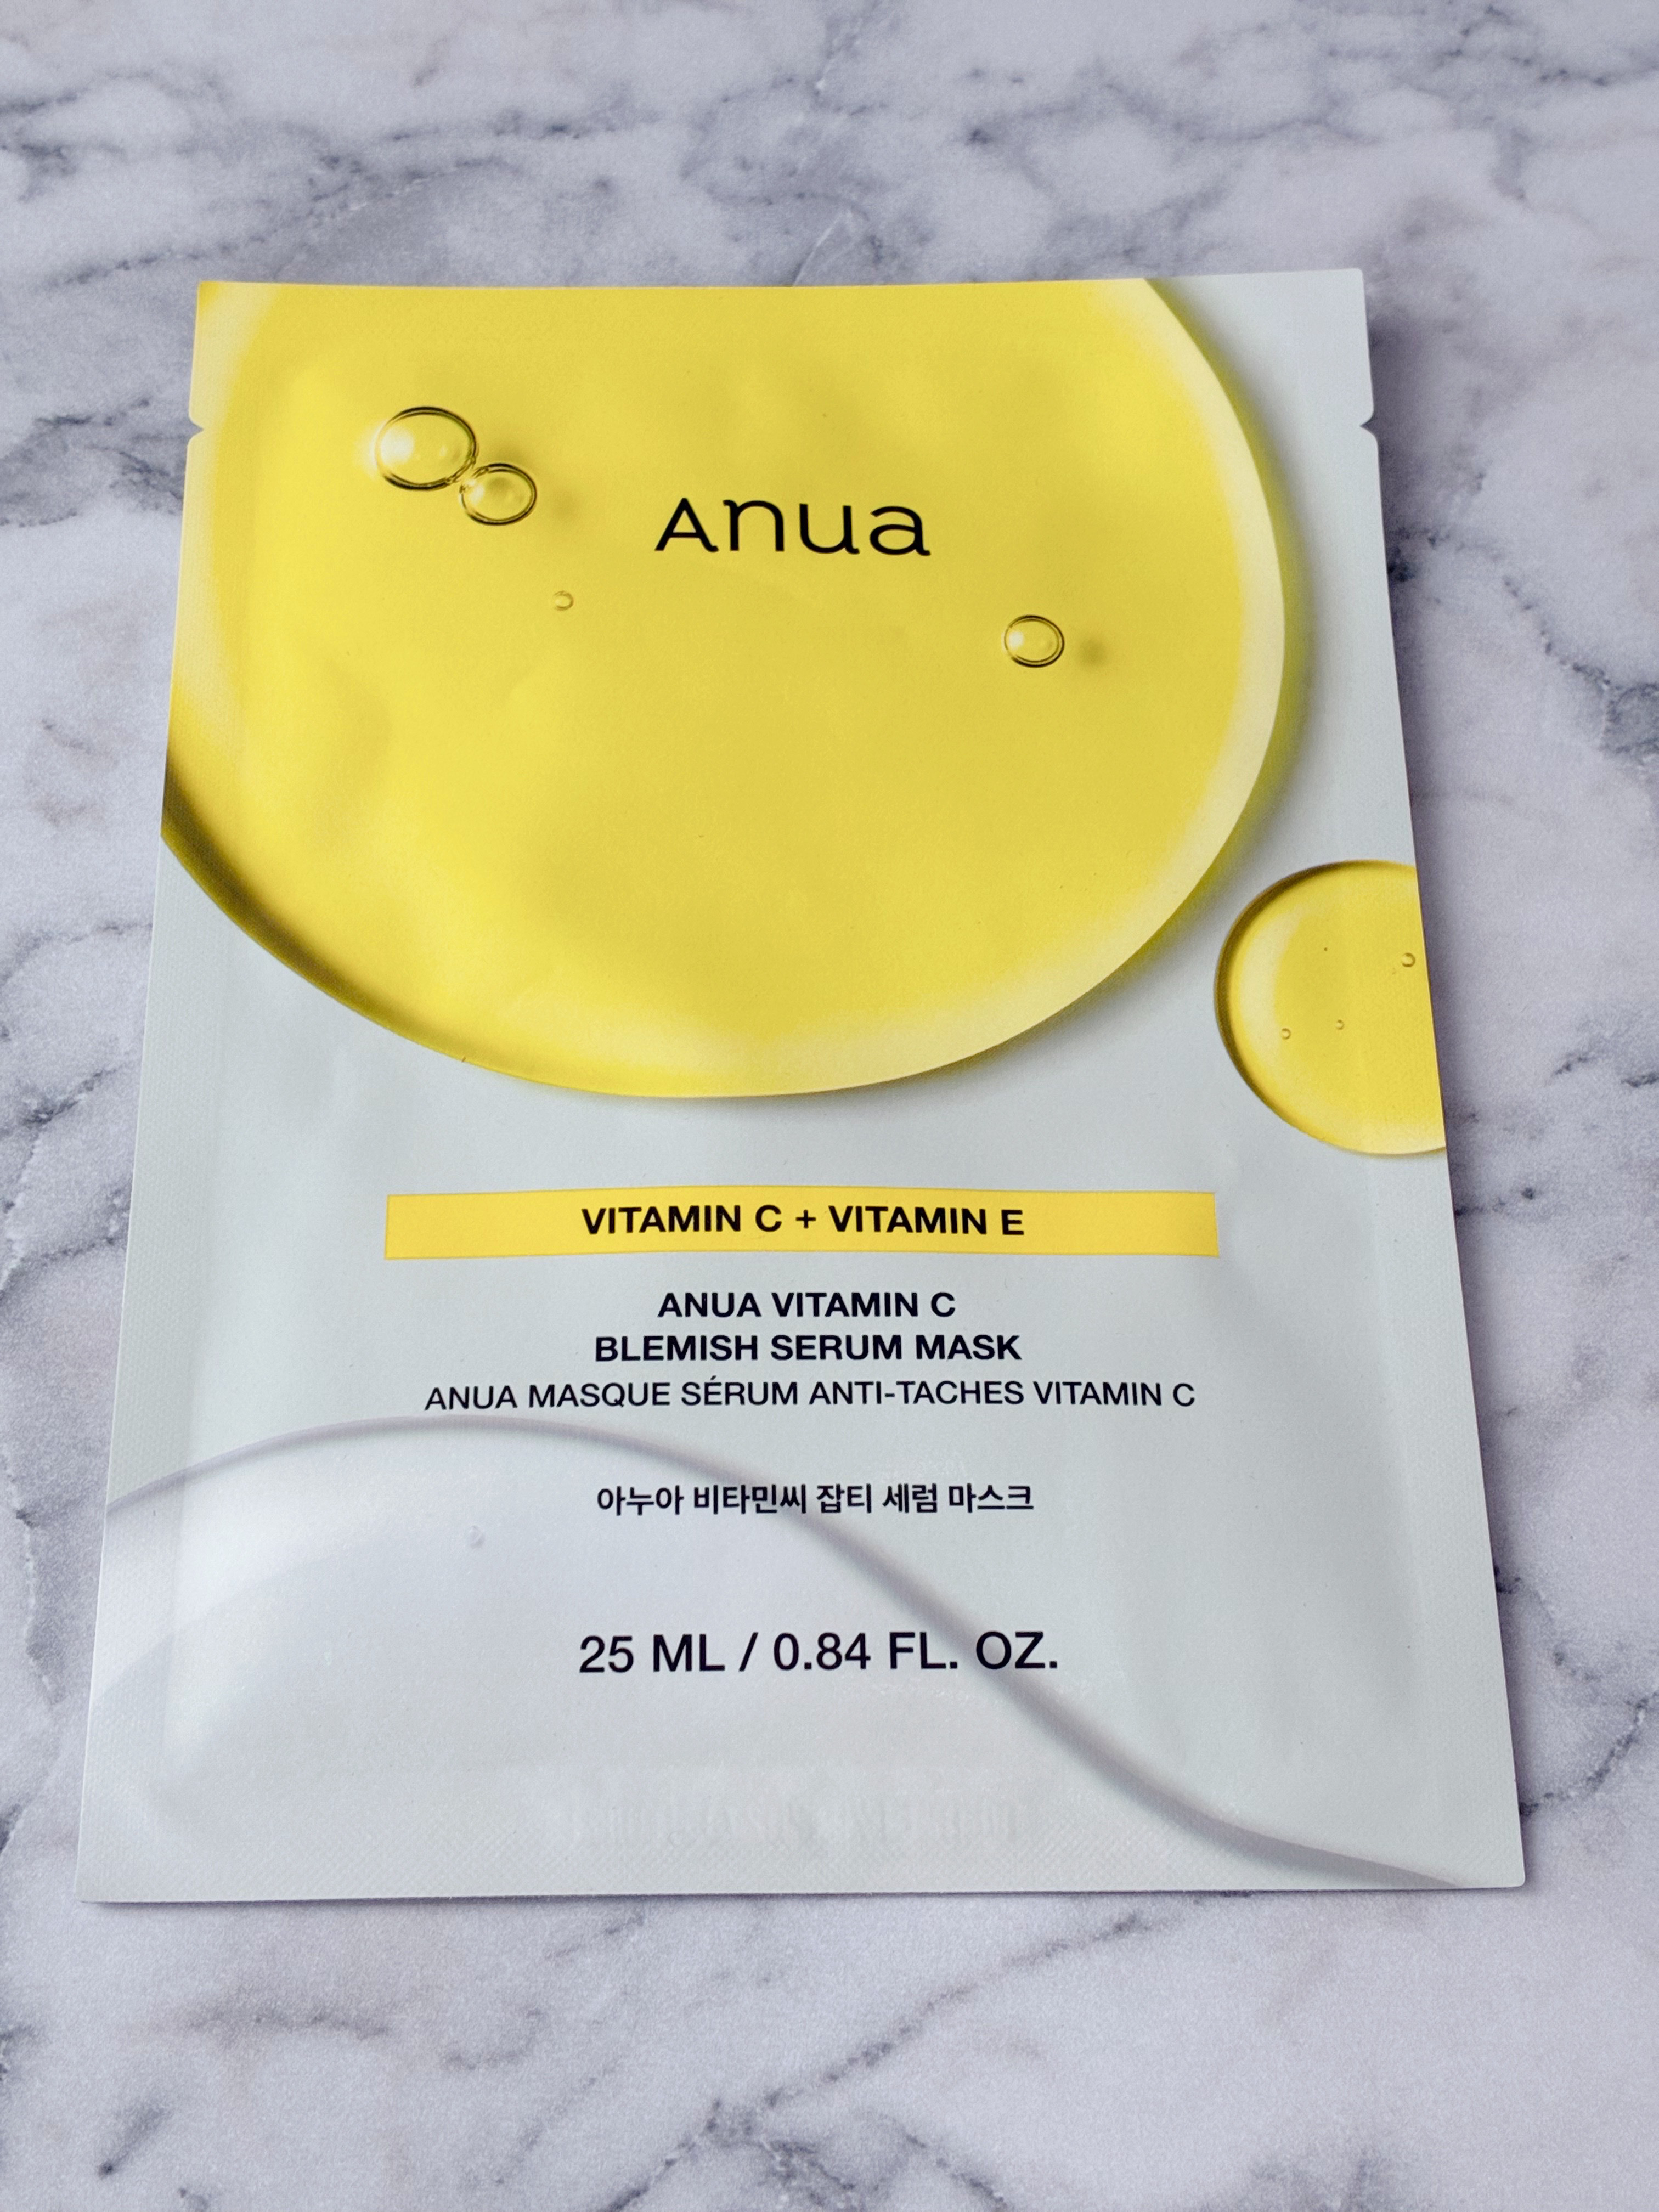 Anua
VITAMIN C + VITAMIN E
ANUA VITAMIN C
BLEMISH SERUM MASK
ANUA MASQUE SÉRUM ANTI-TACHES VITAMIN C
아누아 비타민씨 잡티 세럼 마스크
25 ML / 0.84 FL. OZ.